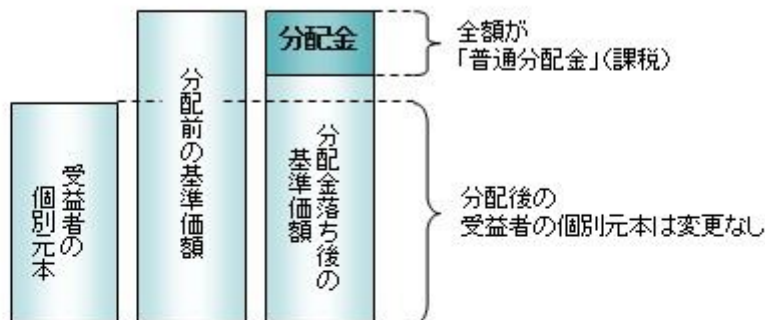 受益者の
個別元本
分配前の基準価額
分配金
分配金落ち後の
基準価額
全額が
「普通分配金」(課税)
分配後の
受益者の個別元本は変更なし